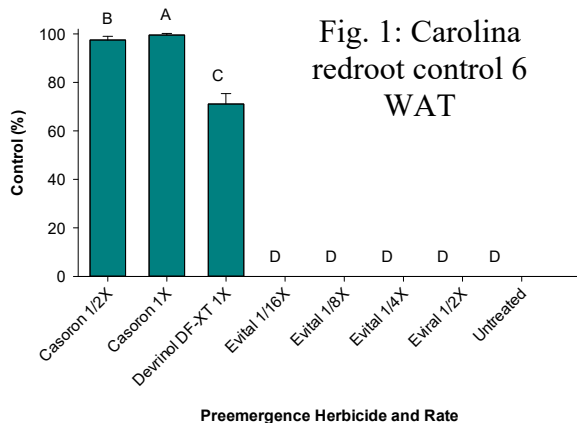 Fig. 1: Carolina
redroot control 6
WAT
Control (%)
100
80
60
40
20
0
B
A
C
D
D
D
D
D
Casoron 1/2X
Casoron 1X
Devrinol DF-XT 1X
Evital 1/16X
Evital 1/8X
Evital 1/4X
Eviral 1/2X
Untreated
Preemergence Herbicide and Rate